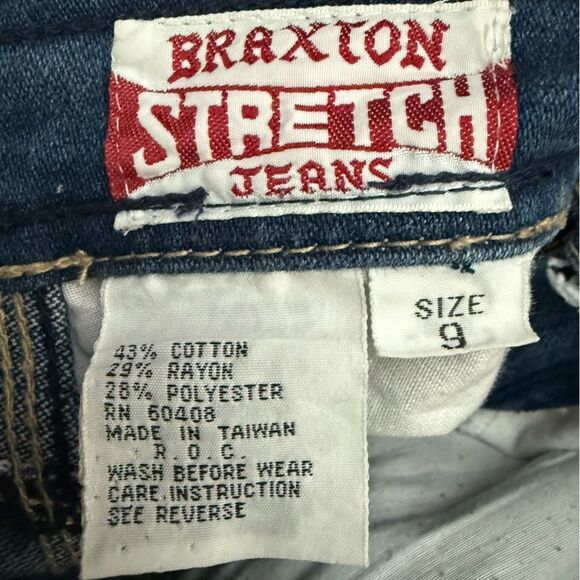 BRAXTON
STRETCH
JEANS
SIZE
9
43% COTTON
29% RAYON
28% POLYESTER
RN 60408
MADE IN TAIWAN
R.O.C.
WASH BEFORE WEAR
CARE.INSTRUCTION
SEE REVERSE